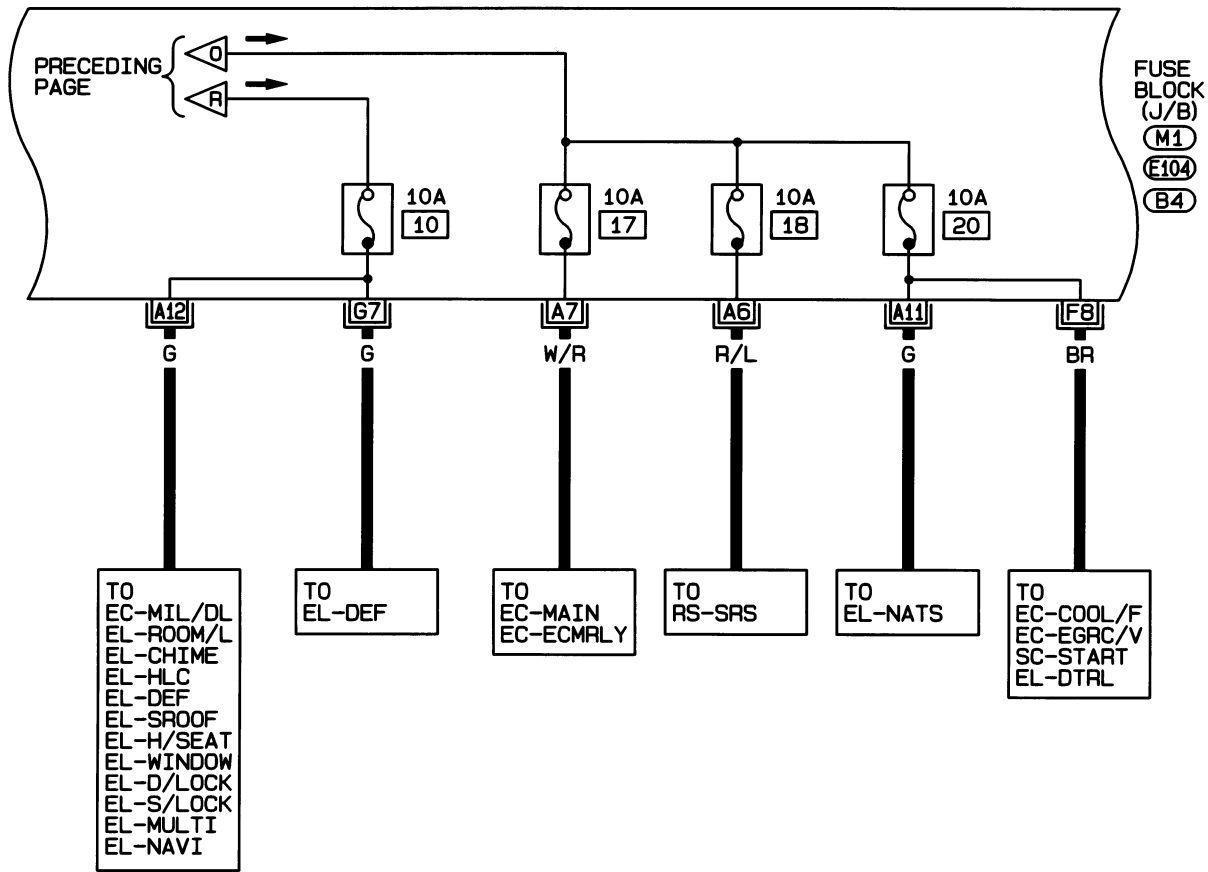 PRECEDING
PAGE
O
R
FUSE
BLOCK
(J/B)
M1
E104
B4
10A
10
10A
17
10A
18
10A
20
A12
G7
A7
A6
A11
F8
G
G
W/R
R/L
G
BR
TO
EC-MIL/DL
EL-ROOM/L
EL-CHIME
EL-HLC
EL-DEF
EL-SROOF
EL-H/SEAT
EL-WINDOW
EL-D/LOCK
EL-S/LOCK
EL-MULTI
EL-NAVI
TO
EL-DEF
TO
EC-MAIN
EC-ECMRLY
TO
RS-SRS
TO
EL-NATS
TO
EC-COOL/F
EC-EGRC/V
SC-START
EL-DTRL